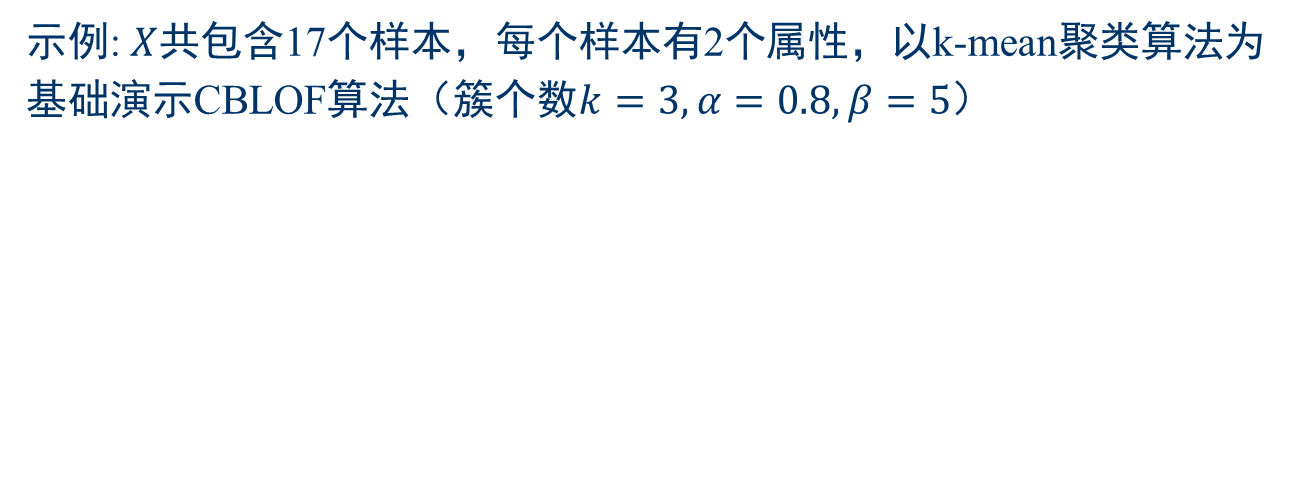 示例: X共包含17个样本，每个样本有2个属性，以k-mean聚类算法为
基础演示CBLOF算法（簇个数k = 3, α = 0.8, β = 5）